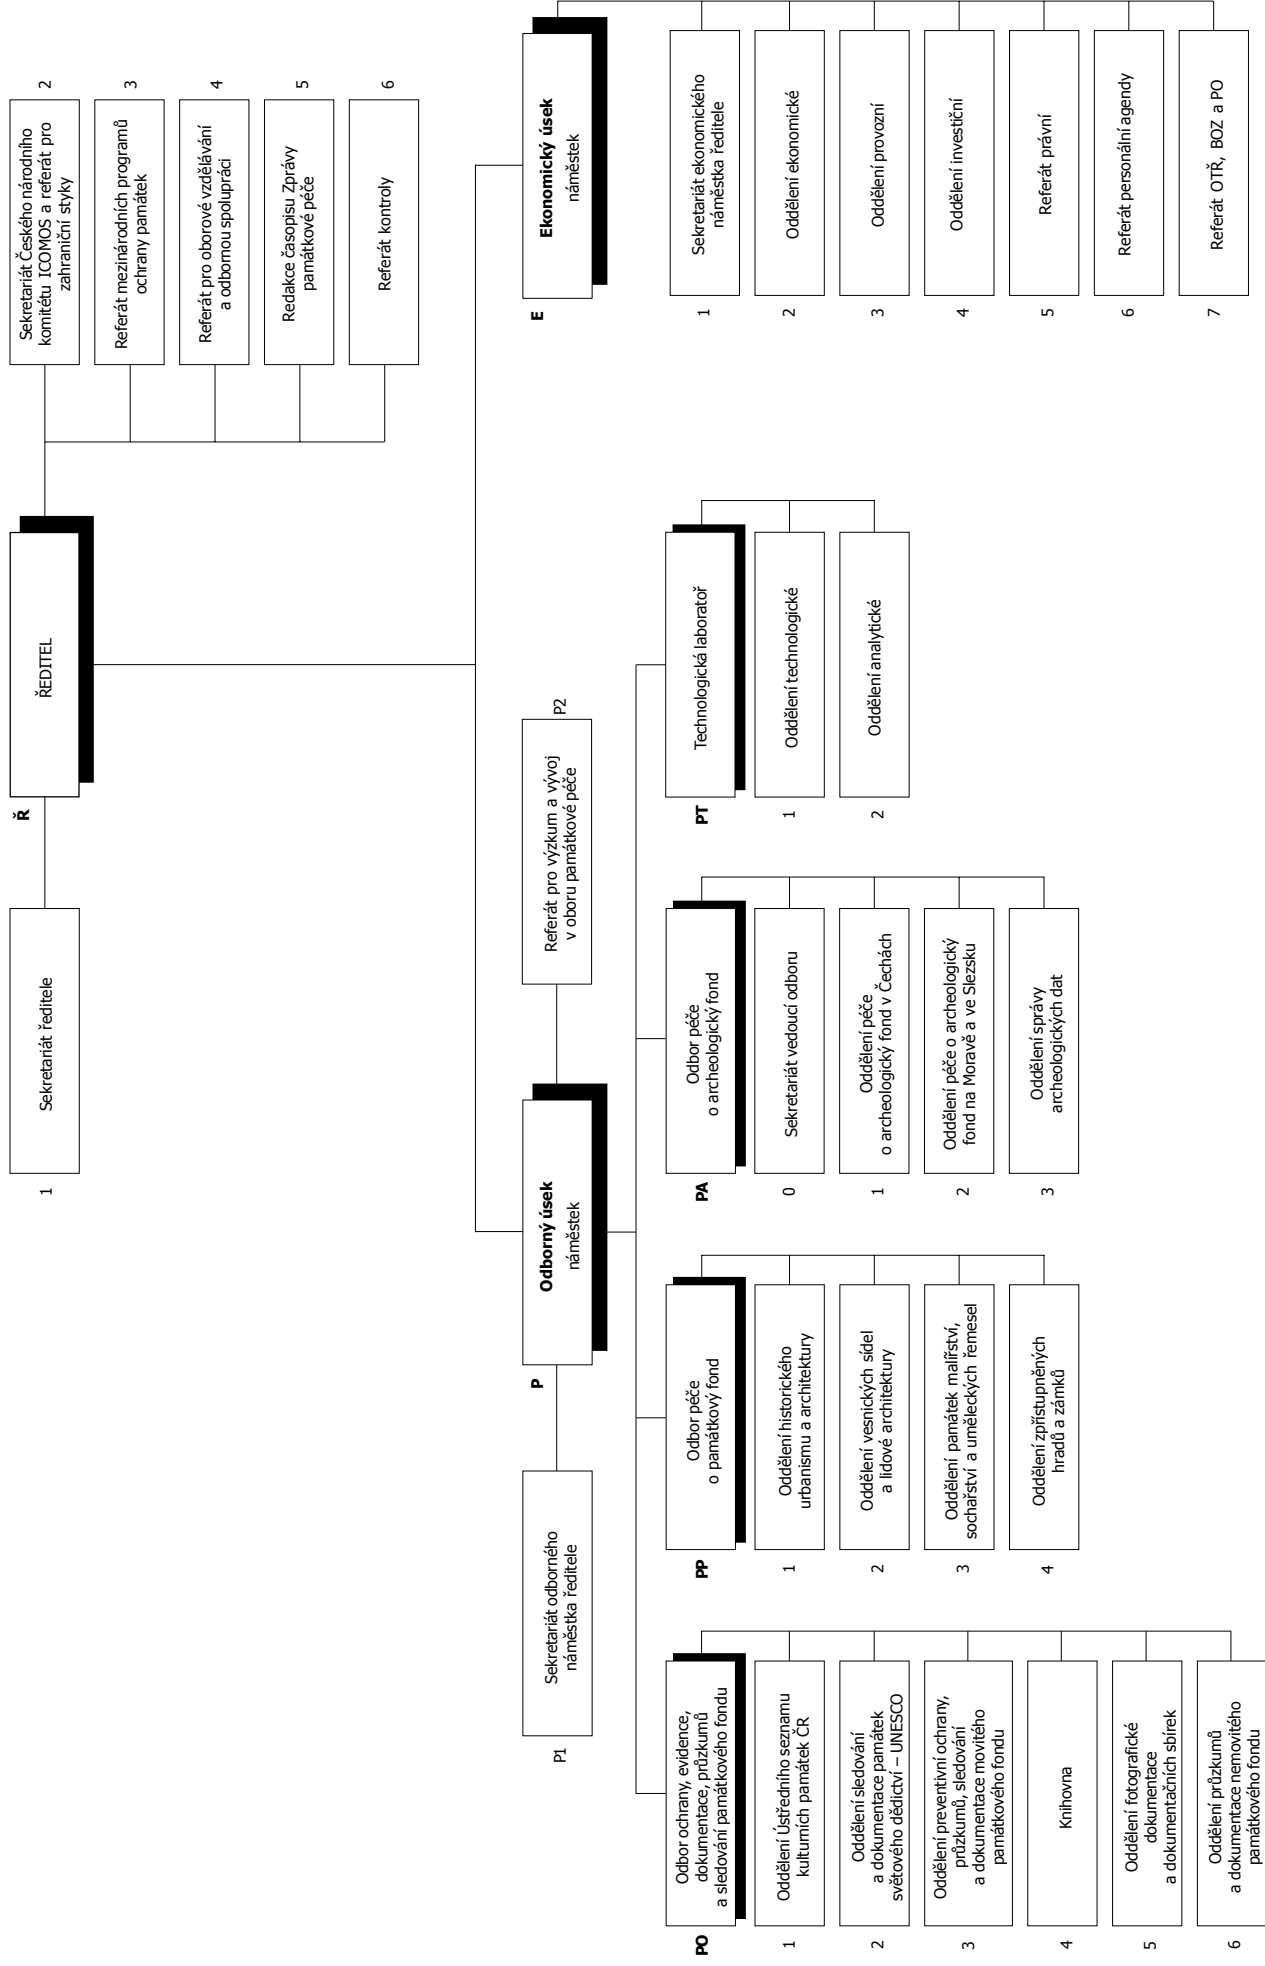 Ř
ŘEDITEL
1
Sekretariát ředitele
Sekretariát Českého národního
komitétu ICOMOS a referát pro
zahraniční styky
2
Referát mezinárodních programů
ochrany památek
3
Referát pro oborové vzdělávání
a odbornou spolupráci
4
Redakce časopisu Zprávy
památkové péče
5
Referát kontroly
6
P1
Sekretariát odborného
náměstka ředitele
P
Odborný úsek
náměstek
Referát pro výzkum a vývoj
v oboru památkové péče
P2
E
Ekonomický úsek
náměstek
PO
Odbor ochrany, evidence,
dokumentace, průzkumů
a sledování památkového fondu
1
Oddělení Ústředního seznamu
kulturních památek ČR
2
Oddělení sledování
a dokumentace památek
světového dědictví – UNESCO
3
Oddělení preventivní ochrany,
průzkumů, sledování
a dokumentace movitého
památkového fondu
4
Knihovna
5
Oddělení fotografické
dokumentace
a dokumentačních sbírek
6
Oddělení průzkumů
a dokumentace nemovitého
památkového fondu
PP
Odbor péče
o památkový fond
1
Oddělení historického
urbanismu a architektury
2
Oddělení vesnických sídel
a lidové architektury
3
Oddělení památek malířství,
sochařství a uměleckých řemesel
4
Oddělení zpřístupněných
hradů a zámků
PA
Odbor péče
o archeologický fond
0
Sekretariát vedoucí odboru
1
Oddělení péče
o archeologický fond v Čechách
2
Oddělení péče o archeologický
fond na Moravě a ve Slezsku
3
Oddělení správy
archeologických dat
PT
Technologická laboratoř
1
Oddělení technologické
2
Oddělení analytické
1
Sekretariát ekonomického
náměstka ředitele
2
Oddělení ekonomické
3
Oddělení provozní
4
Oddělení investiční
5
Referát právní
6
Referát personální agendy
7
Referát OTŘ, BOZ a PO